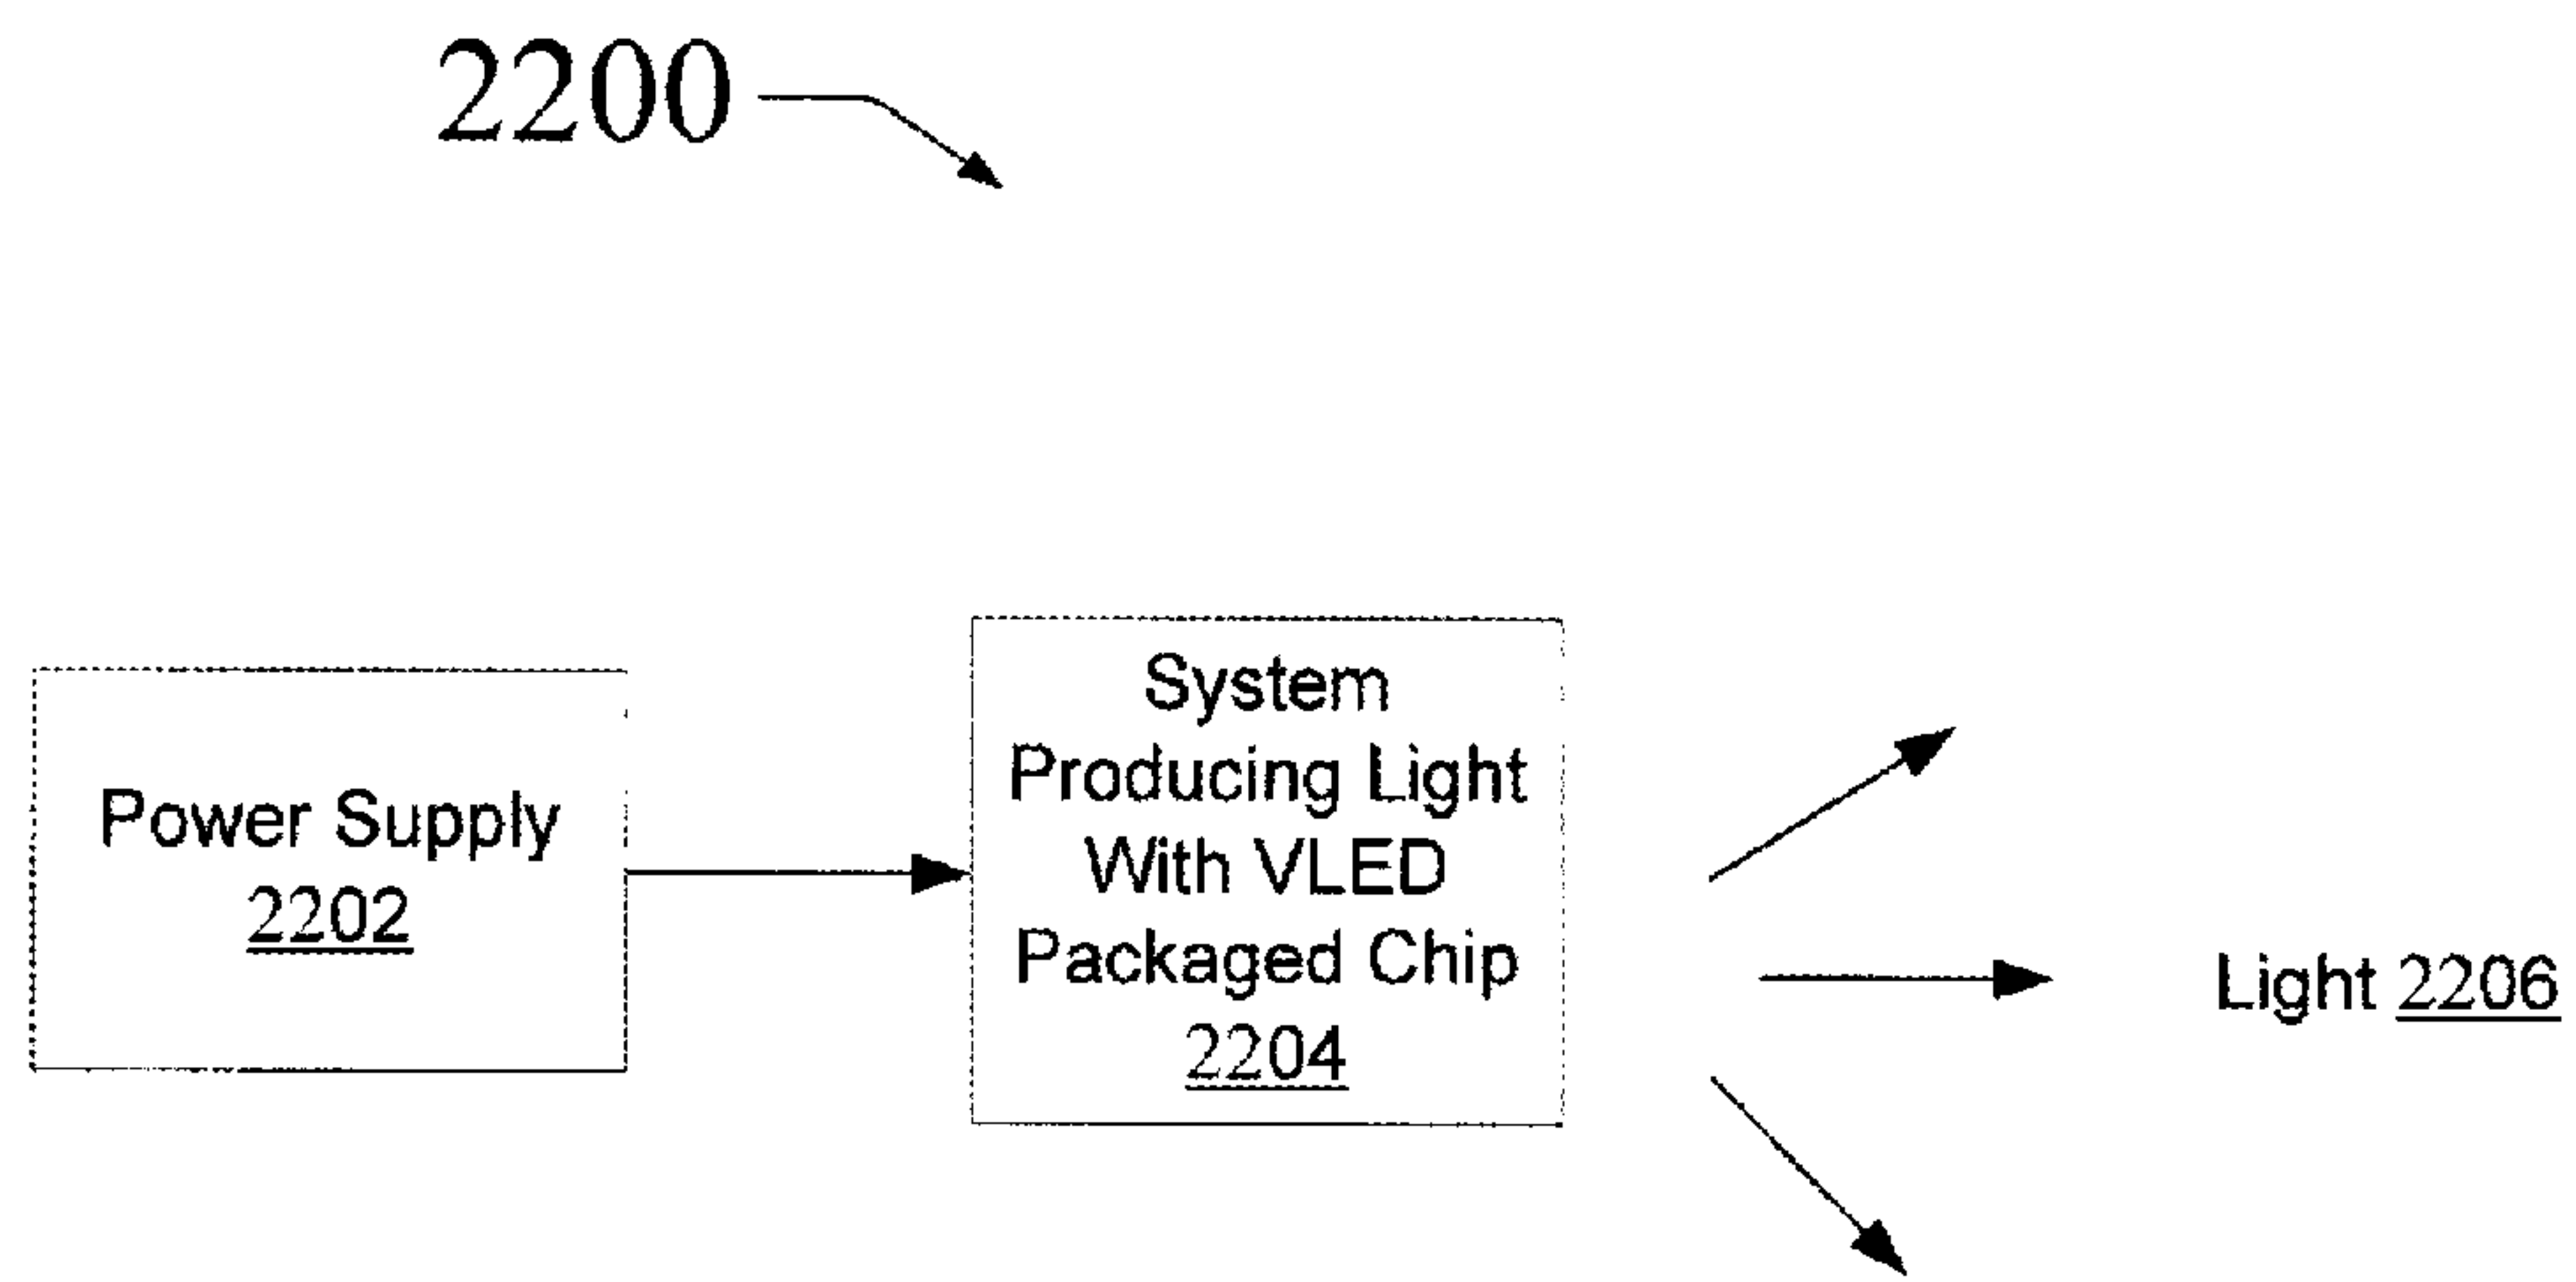 2200
Power Supply
2202
System
Producing Light
With VLED
Packaged Chip
2204
Light 2206